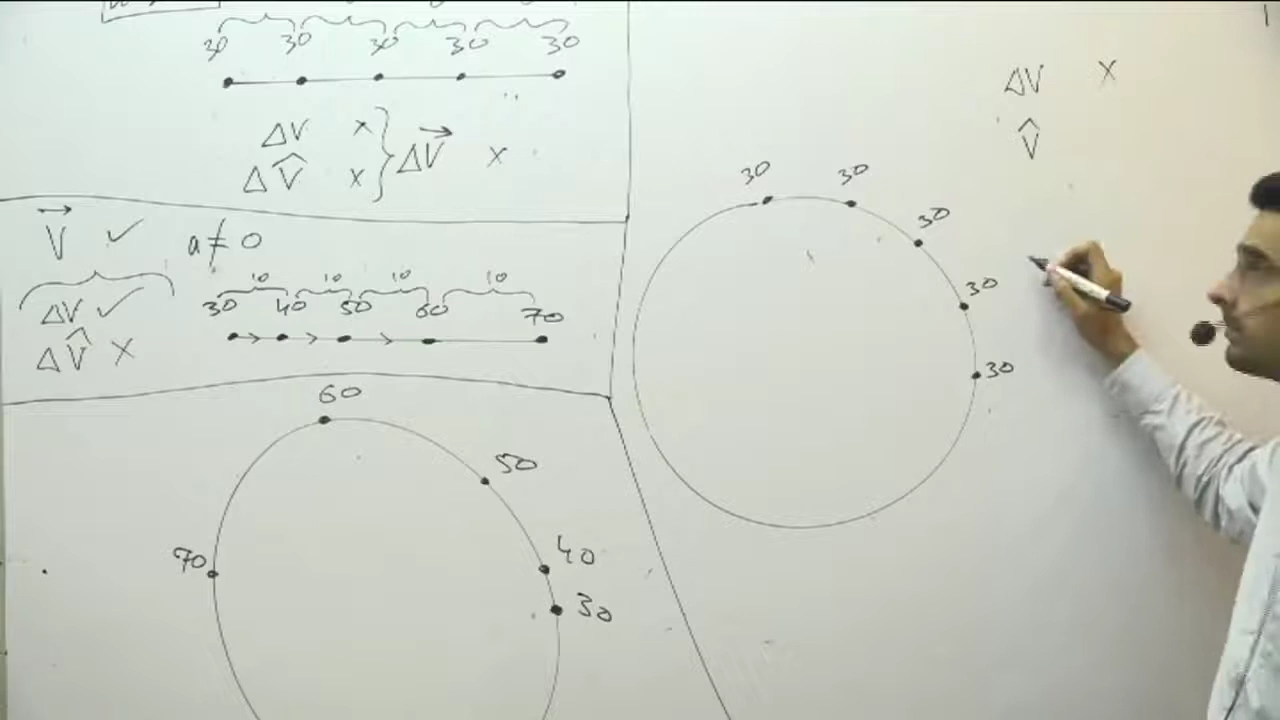 30 30 30 30 30
ΔV ×
ΔV̂ ×
ΔV⃗ ×
V⃗ ✓ a ≠ 0
ΔV ✓
ΔV̂ ×
10 10 10 10
30 40 50 60 70
60
50
40
30
70
ΔV ×
V̂
30 30
30
30
30